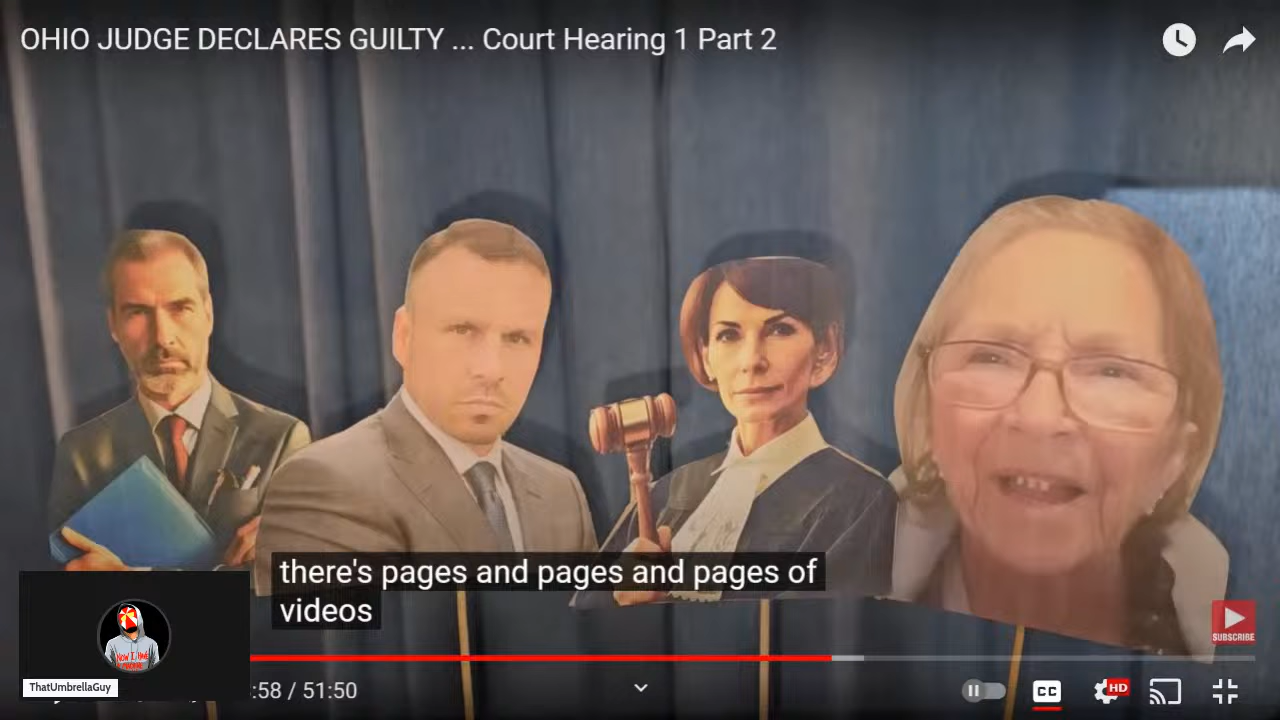 OHIO JUDGE DECLARES GUILTY ... Court Hearing 1 Part 2
there's pages and pages and pages of
videos
SUBSCRIBE
ThatUmbrellaGuy
:58 / 51:50
CC
HD